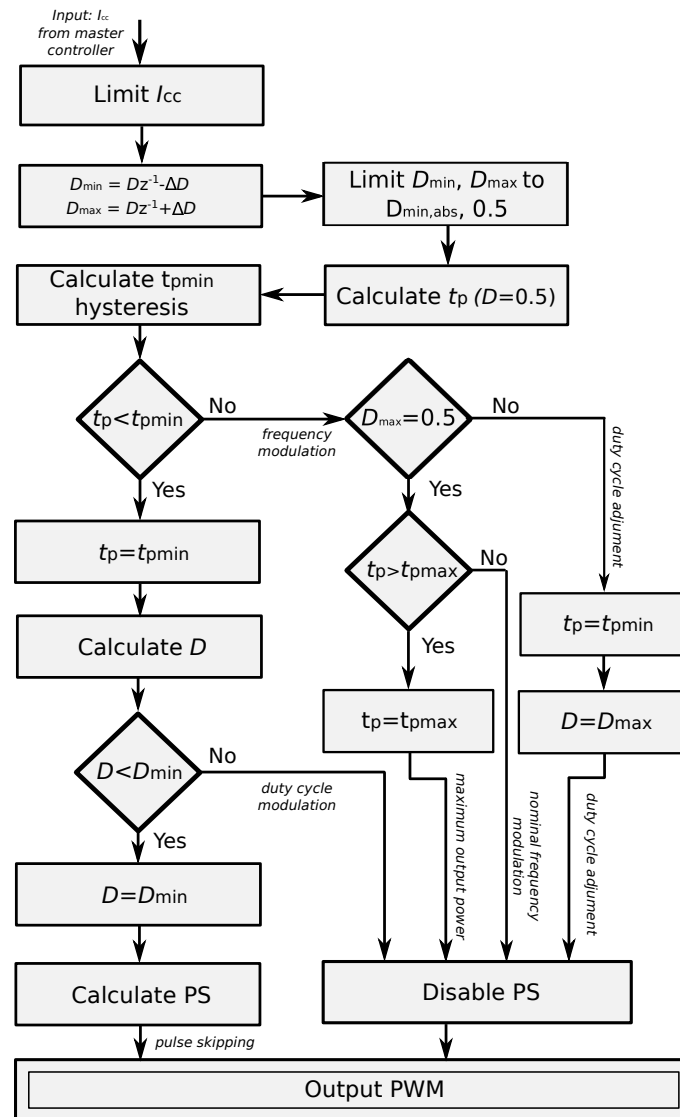 Input: Icc
from master
controller
Limit Icc
Dmin = Dz-1-ΔD
Dmax = Dz-1+ΔD
Limit Dmin, Dmax to
Dmin,abs, 0.5
Calculate tpmin
hysteresis
Calculate tp (D=0.5)
tp<tpmin
No
frequency
modulation
Dmax=0.5
No
duty cycle adjument
Yes
Yes
tp=tpmin
tp>tpmax
No
tp=tpmin
Calculate D
Yes
tp=tpmax
D=Dmax
D<Dmin
No
duty cycle
modulation
maximum output power
nominal frequency
modulation
duty cycle adjument
Yes
D=Dmin
Calculate PS
Disable PS
pulse skipping
Output PWM